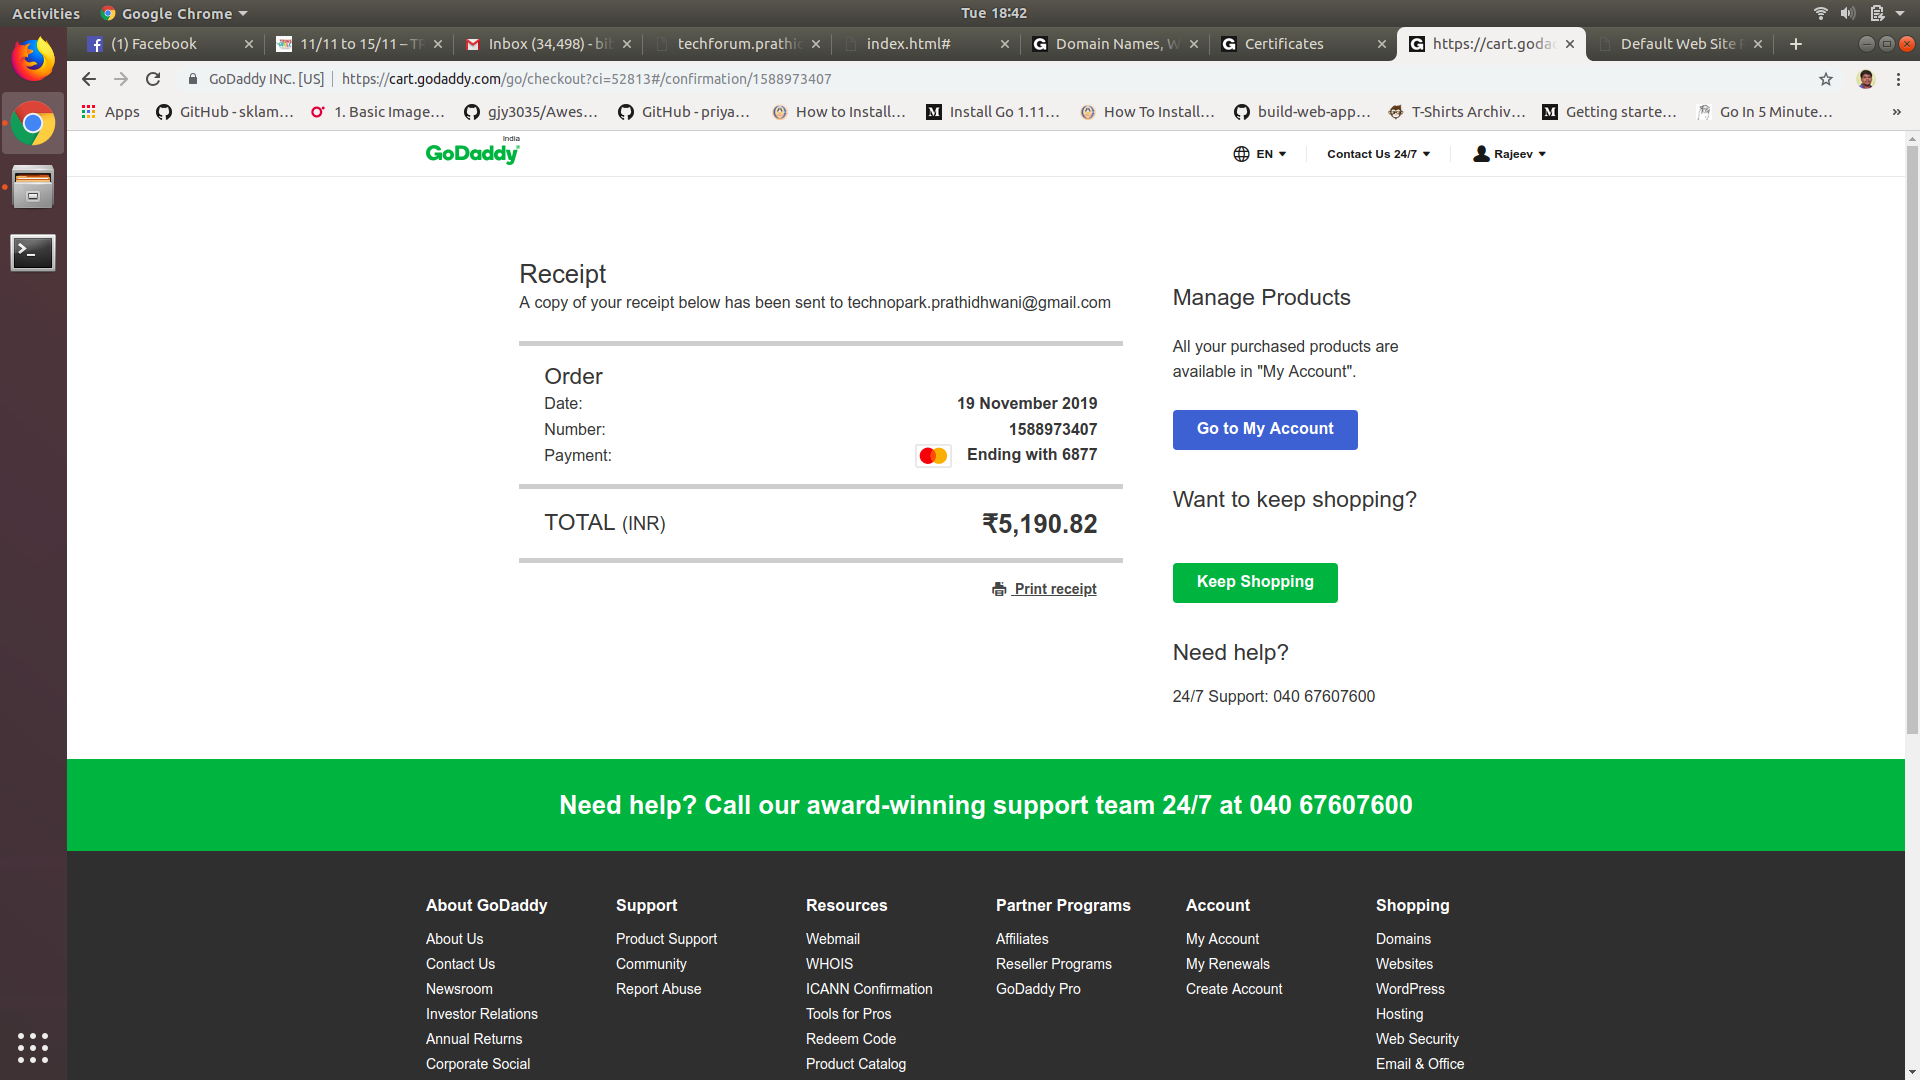 Activities Google Chrome Tue 18:42
(1) Facebook 11/11 to 15/11 – TP Inbox (34,498) - bi techforum.prathi index.html# Domain Names, W Certificates https://cart.goda Default Web Site
GoDaddy INC. [US] https://cart.godaddy.com/go/checkout?ci=52813#/confirmation/1588973407
Apps GitHub - sklam... 1. Basic Image... gjy3035/Awes... GitHub - priya... How to Install... Install Go 1.11... How To Install... build-web-app... T-Shirts Archiv... Getting starte... Go In 5 Minute... »
India
GoDaddy EN Contact Us 24/7 Rajeev
Receipt
A copy of your receipt below has been sent to technopark.prathidhwani@gmail.com
Order
Date: 19 November 2019
Number: 1588973407
Payment: Ending with 6877
TOTAL (INR) ₹5,190.82
Print receipt
Manage Products
All your purchased products are
available in "My Account".
Go to My Account
Want to keep shopping?
Keep Shopping
Need help?
24/7 Support: 040 67607600
Need help? Call our award-winning support team 24/7 at 040 67607600
About GoDaddy Support Resources Partner Programs Account Shopping
About Us Product Support Webmail Affiliates My Account Domains
Contact Us Community WHOIS Reseller Programs My Renewals Websites
Newsroom Report Abuse ICANN Confirmation GoDaddy Pro Create Account WordPress
Investor Relations Tools for Pros Hosting
Annual Returns Redeem Code Web Security
Corporate Social Product Catalog Email & Office